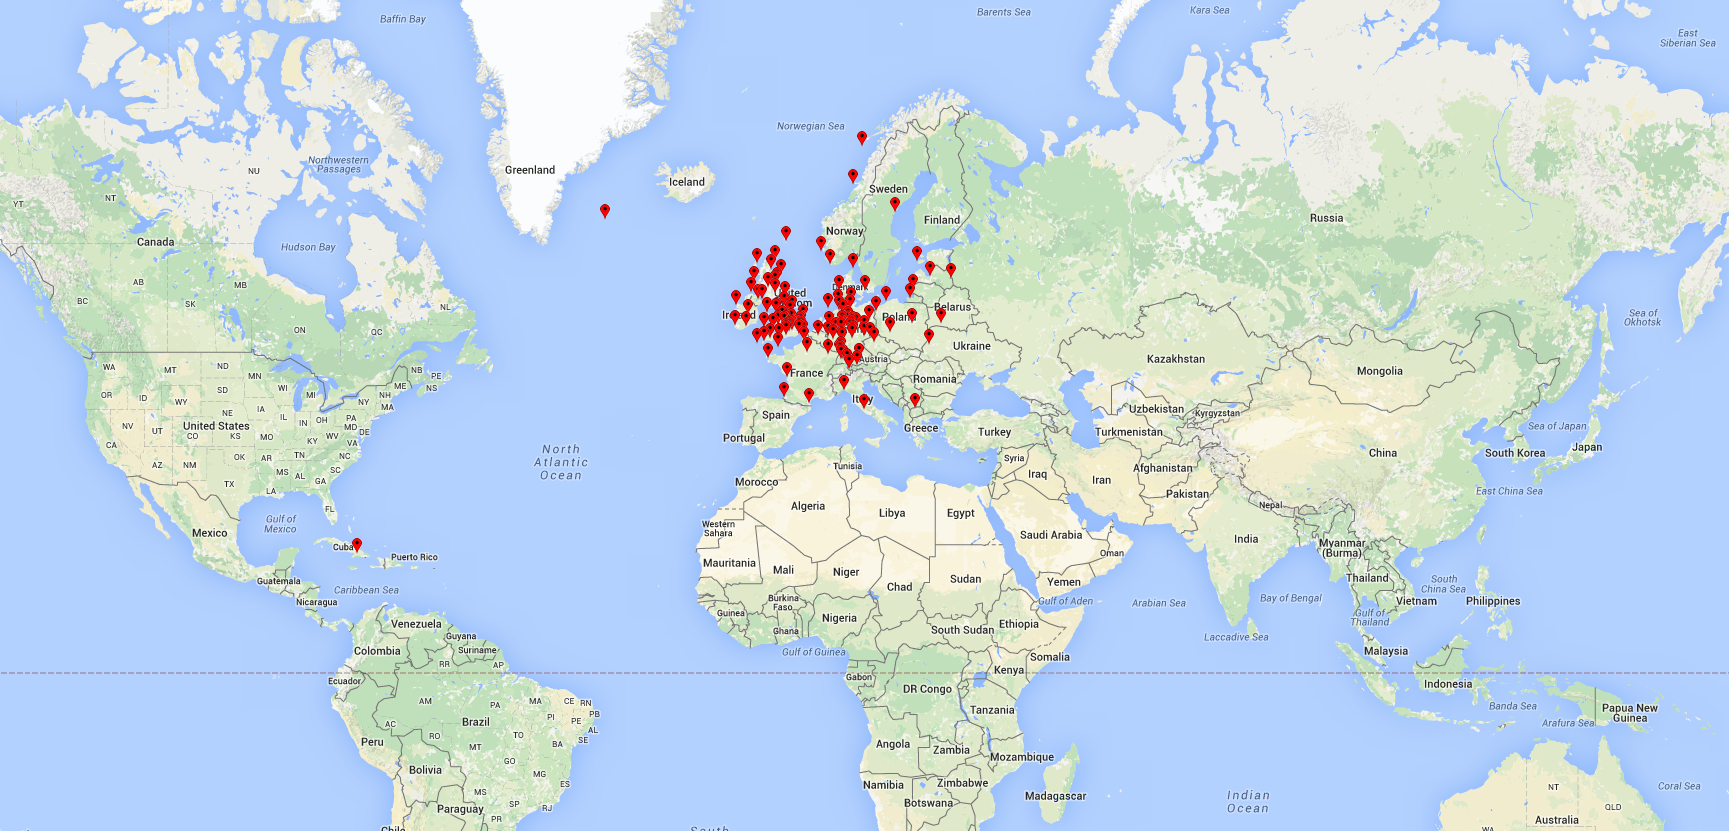 Baffin Bay
Barents Sea
Kara Sea
East
Siberian Sea
Norwegian Sea
Northwestern
Passages
NU
Greenland
Iceland
NT
YT
Sweden
Finland
Norway
Russia
Canada
Hudson Bay
AB
MB
SK
BC
NL
ON
QC
Denmark
United
Belarus
Poland
Sea of
Okhotsk
Ukraine
Kazakhstan
Mongolia
Austria
France
Romania
WA
MT
ND
MN
SD
WI
MI
NB
PE
ME
NS
OR
ID
WY
NY
NH
MA
NE
IA
IL
IN
OH
PA
NV
UT
United States
CO
KS
MO
KY
WV
VA
MD
DE
CA
AZ
NM
OK
AR
TN
NC
MS
AL
SC
GA
TX
LA
FL
Italy
Spain
Portugal
Greece
Turkey
Uzbekistan
Kyrgyzstan
Turkmenistan
Sea of Japan
Japan
South Korea
China
North
Atlantic
Ocean
Tunisia
Syria
Iraq
Iran
Afghanistan
Pakistan
Morocco
Algeria
Libya
Egypt
Nepal
East China Sea
Gulf of
Mexico
Mexico
Western
Sahara
Saudi Arabia
India
Myanmar
(Burma)
Oman
Cuba
Puerto Rico
Mauritania
Mali
Niger
Chad
Sudan
Yemen
Thailand
Guatemala
Caribbean Sea
Nicaragua
Burkina
Faso
Gulf of Aden
Arabian Sea
Bay of Bengal
South
China Sea
Vietnam
Philippines
Gulf of
Thailand
Guinea
Ghana
Nigeria
South Sudan
Ethiopia
Venezuela
Guyana
Suriname
Colombia
Laccadive Sea
Gulf of Guinea
Somalia
Malaysia
RR
AP
Ecuador
Gabon
Kenya
DR Congo
Indonesia
AM
PA
MA
CE
RN
PB
PI
PE
AL
SE
Tanzania
Banda Sea
Papua New
Guinea
Arafura Sea
AC
Brazil
Peru
RO
MT
TO
BA
Angola
Zambia
Mozambique
GO
Bolivia
MG
MS
ES
Namibia
Zimbabwe
Madagascar
Botswana
Indian
Ocean
NT
QLD
Coral Sea
SP
RJ
Paraguay
PR
Australia
WA
Chile
South